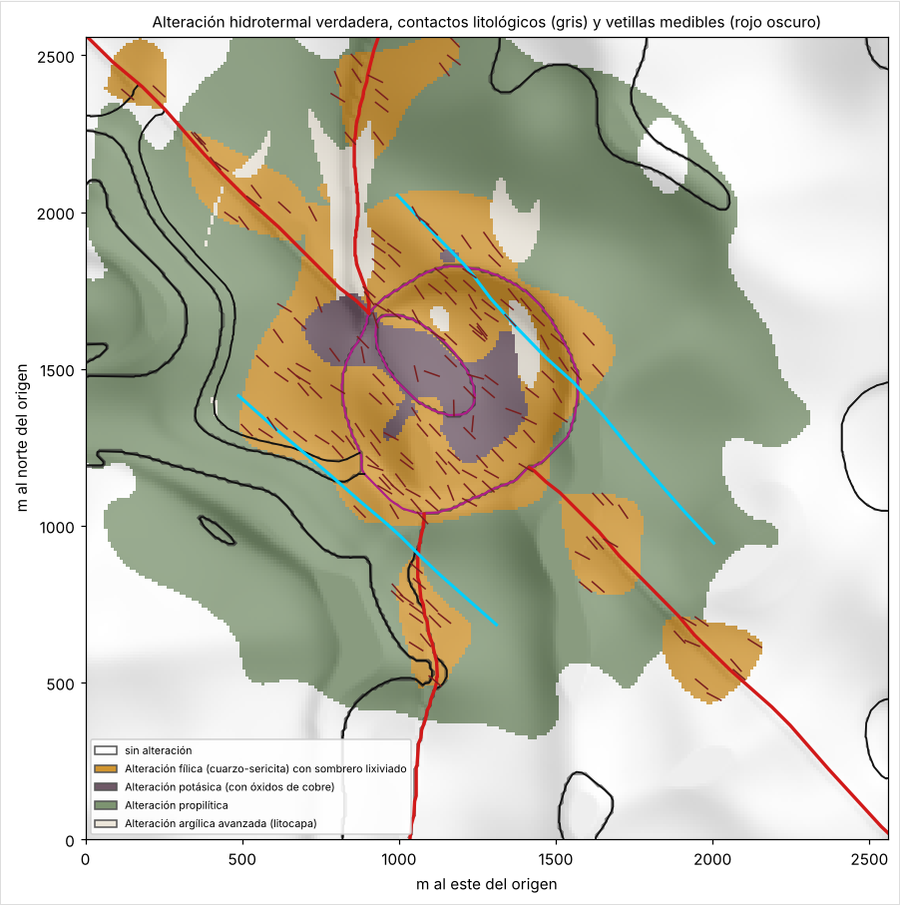 Alteración hidrotermal verdadera, contactos litológicos (gris) y vetillas medibles (rojo oscuro)
m al norte del origen
2500
2000
1500
1000
500
0
sin alteración
Alteración fílica (cuarzo-sericita) con sombrero lixiviado
Alteración potásica (con óxidos de cobre)
Alteración propilítica
Alteración argílica avanzada (litocapa)
0
500
1000
1500
2000
2500
m al este del origen